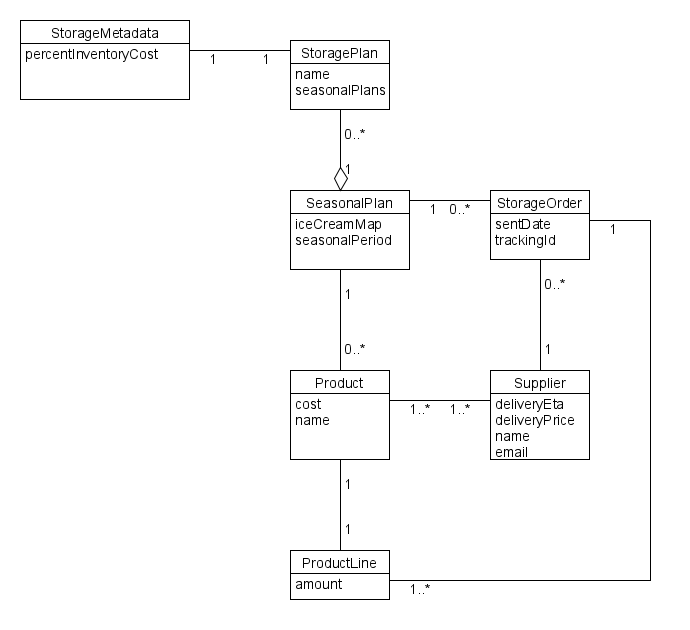 StorageMetadata
percentInventoryCost
1
1
StoragePlan
name
seasonalPlans
0..*
1
SeasonalPlan
iceCreamMap
seasonalPeriod
1
0..*
StorageOrder
sentDate
trackingId
1
0..*
1
1
0..*
Product
cost
name
1..*
1..*
Supplier
deliveryEta
deliveryPrice
name
email
1
1
ProductLine
amount
1..*